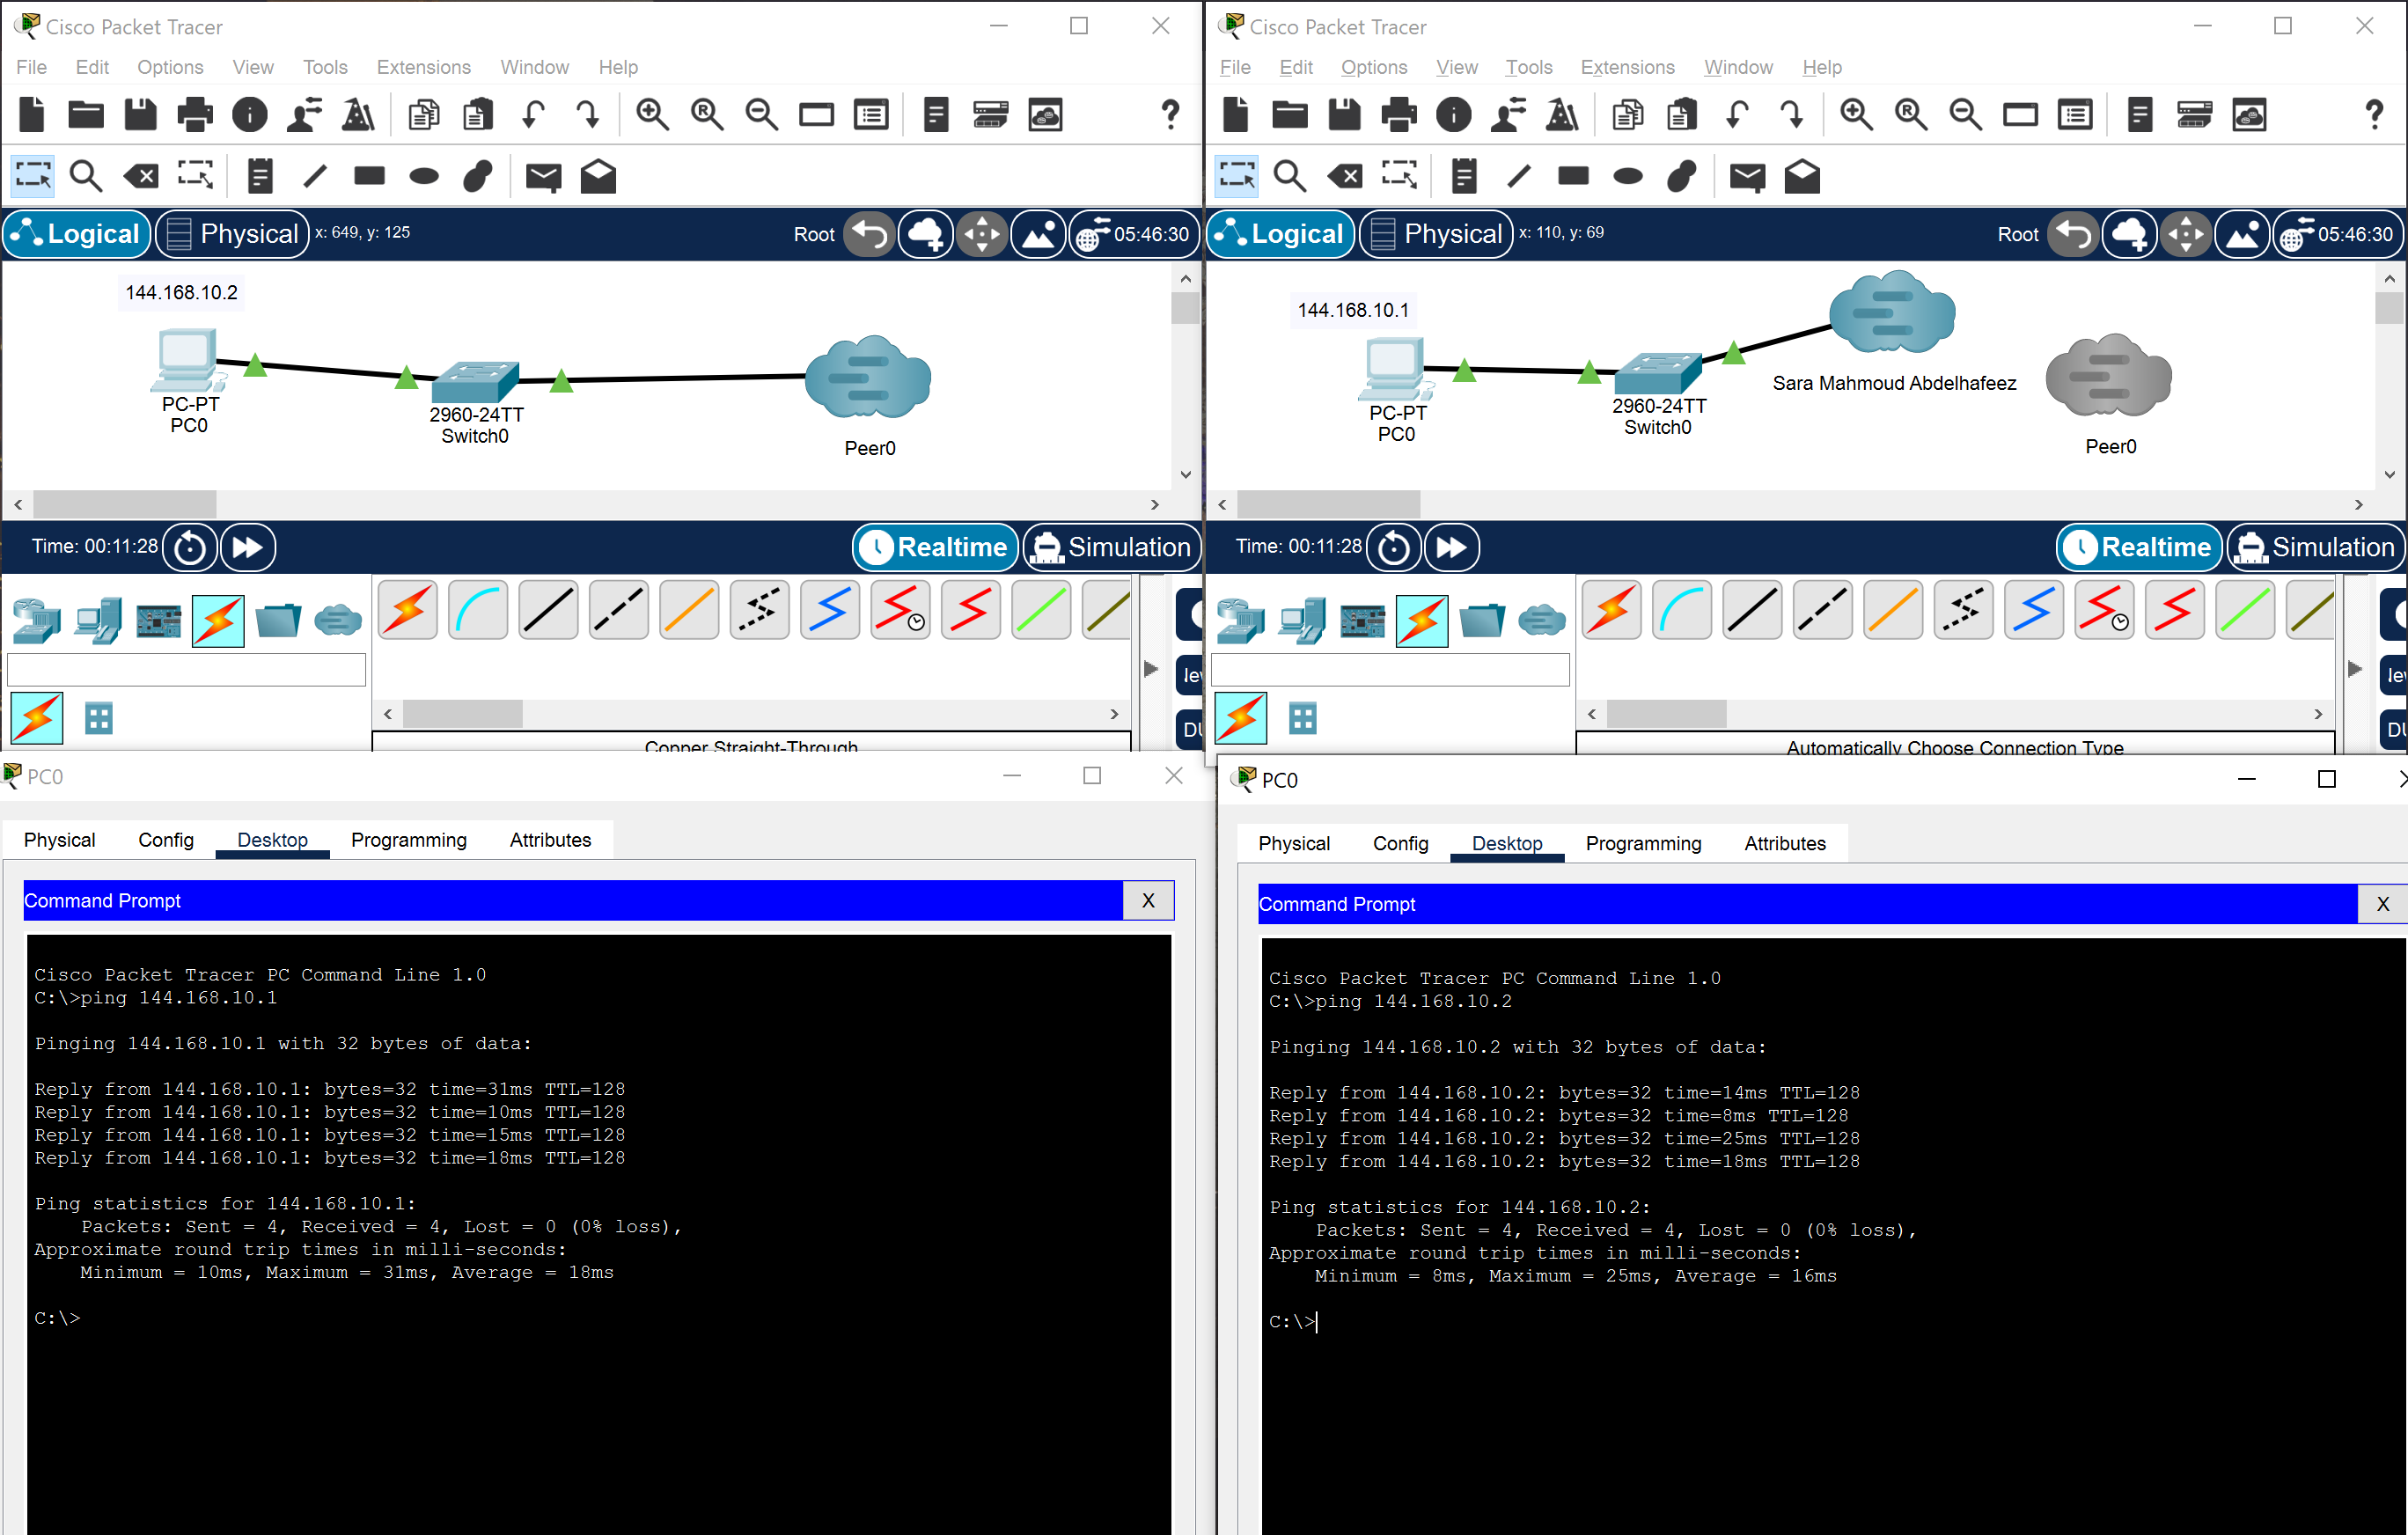 Cisco Packet Tracer
File Edit Options View Tools Extensions Window Help
Logical Physical x: 649, y: 125 Root 05:46:30
144.168.10.2
PC-PT
PC0
2960-24TT
Switch0
Peer0
Time: 00:11:28 Realtime Simulation
Copper Straight-Through
Cisco Packet Tracer
File Edit Options View Tools Extensions Window Help
Logical Physical x: 110, y: 69 Root 05:46:30
144.168.10.1
PC-PT
PC0
2960-24TT
Switch0
Sara Mahmoud Abdelhafeez
Peer0
Time: 00:11:28 Realtime Simulation
Automatically Choose Connection Type
PC0
Physical Config Desktop Programming Attributes
Command Prompt X
Cisco Packet Tracer PC Command Line 1.0
C:\>ping 144.168.10.1
Pinging 144.168.10.1 with 32 bytes of data:
Reply from 144.168.10.1: bytes=32 time=31ms TTL=128
Reply from 144.168.10.1: bytes=32 time=10ms TTL=128
Reply from 144.168.10.1: bytes=32 time=15ms TTL=128
Reply from 144.168.10.1: bytes=32 time=18ms TTL=128
Ping statistics for 144.168.10.1:
Packets: Sent = 4, Received = 4, Lost = 0 (0% loss),
Approximate round trip times in milli-seconds:
Minimum = 10ms, Maximum = 31ms, Average = 18ms
C:\>
PC0
Physical Config Desktop Programming Attributes
Command Prompt X
Cisco Packet Tracer PC Command Line 1.0
C:\>ping 144.168.10.2
Pinging 144.168.10.2 with 32 bytes of data:
Reply from 144.168.10.2: bytes=32 time=14ms TTL=128
Reply from 144.168.10.2: bytes=32 time=8ms TTL=128
Reply from 144.168.10.2: bytes=32 time=25ms TTL=128
Reply from 144.168.10.2: bytes=32 time=18ms TTL=128
Ping statistics for 144.168.10.2:
Packets: Sent = 4, Received = 4, Lost = 0 (0% loss),
Approximate round trip times in milli-seconds:
Minimum = 8ms, Maximum = 25ms, Average = 16ms
C:\>